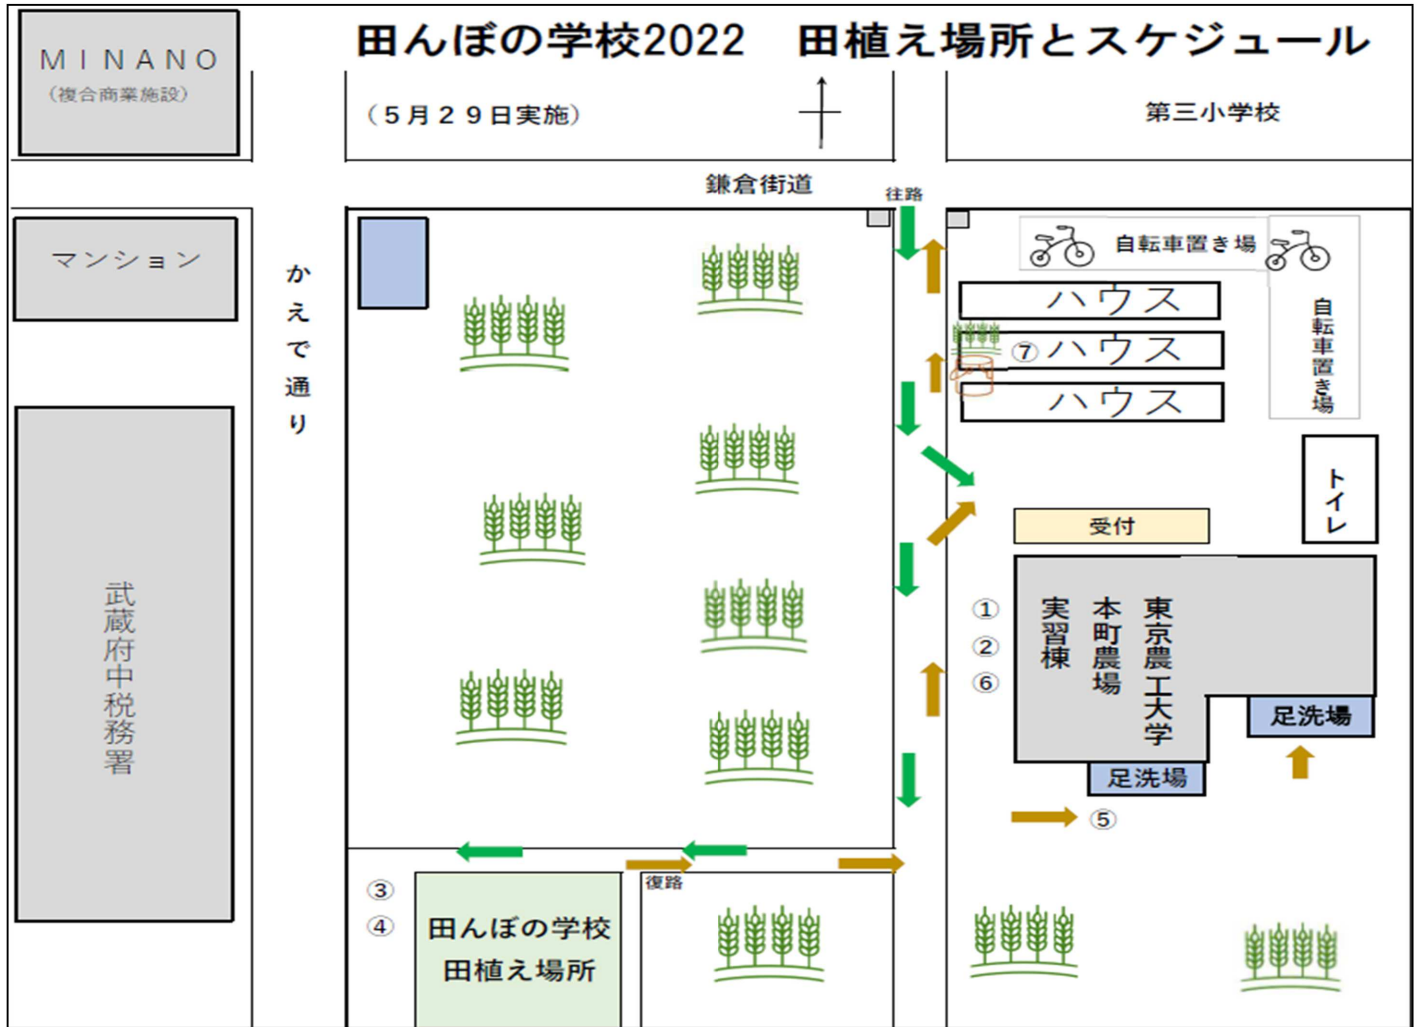 田んぼの学校2022　田植え場所とスケジュール
ＭＩＮＡＮＯ
（複合商業施設）
（５月２９日実施）
第三小学校
鎌倉街道
往路
マンション
かえで通り
自転車置き場
自転車置き場
ハウス
⑦
ハウス
ハウス
トイレ
受付
武蔵府中税務署
①
②
⑥
東京農工大学
本町農場
実習棟
足洗場
足洗場
⑤
③
④
復路
田んぼの学校
田植え場所